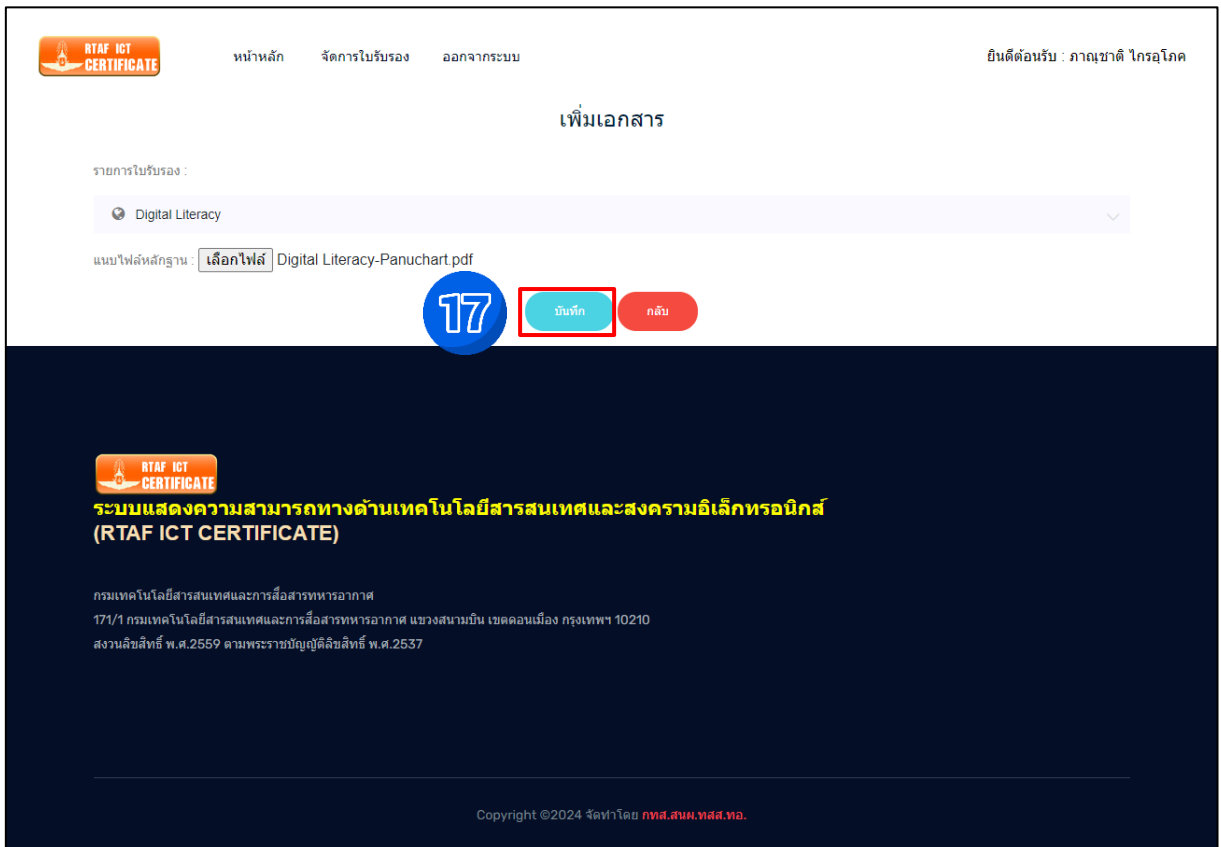 RTAF ICT
CERTIFICATE
หน้าหลัก จัดการใบรับรอง ออกจากระบบ
ยินดีต้อนรับ : ภาณุชาติ ไกรอุโภค
เพิ่มเอกสาร
รายการใบรับรอง :
Digital Literacy
แนบไฟล์หลักฐาน : เลือกไฟล์ Digital Literacy-Panuchart.pdf
17 บันทึก กลับ
RTAF ICT
CERTIFICATE
ระบบแสดงความสามารถทางด้านเทคโนโลยีสารสนเทศและสงครามอิเล็กทรอนิกส์
(RTAF ICT CERTIFICATE)
กรมเทคโนโลยีสารสนเทศและการสื่อสารทหารอากาศ
171/1 กรมเทคโนโลยีสารสนเทศและการสื่อสารทหารอากาศ แขวงสนามบิน เขตดอนเมือง กรุงเทพฯ 10210
สงวนลิขสิทธิ์ พ.ศ.2559 ตามพระราชบัญญัติลิขสิทธิ์ พ.ศ.2537
Copyright ©2024 จัดทำโดย กทส.สนผ.ทสส.ทอ.